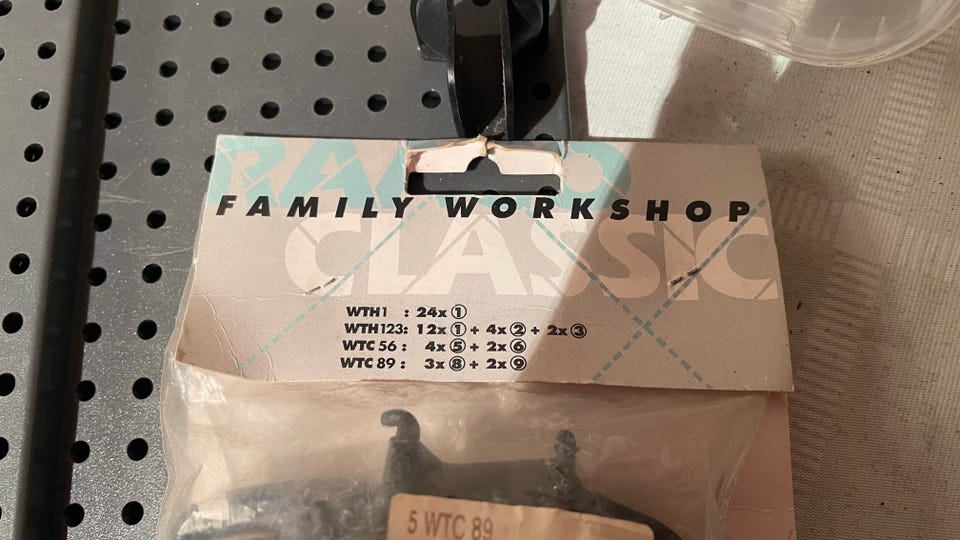 FAMILY WORKSHOP
CLASSIC
WTH1 : 24x ①
WTH123: 12x ① + 4x ② + 2x ③
WTC 56 : 4x ⑤ + 2x ⑥
WTC 89 : 3x ⑧ + 2x ⑨
5 WTC 89